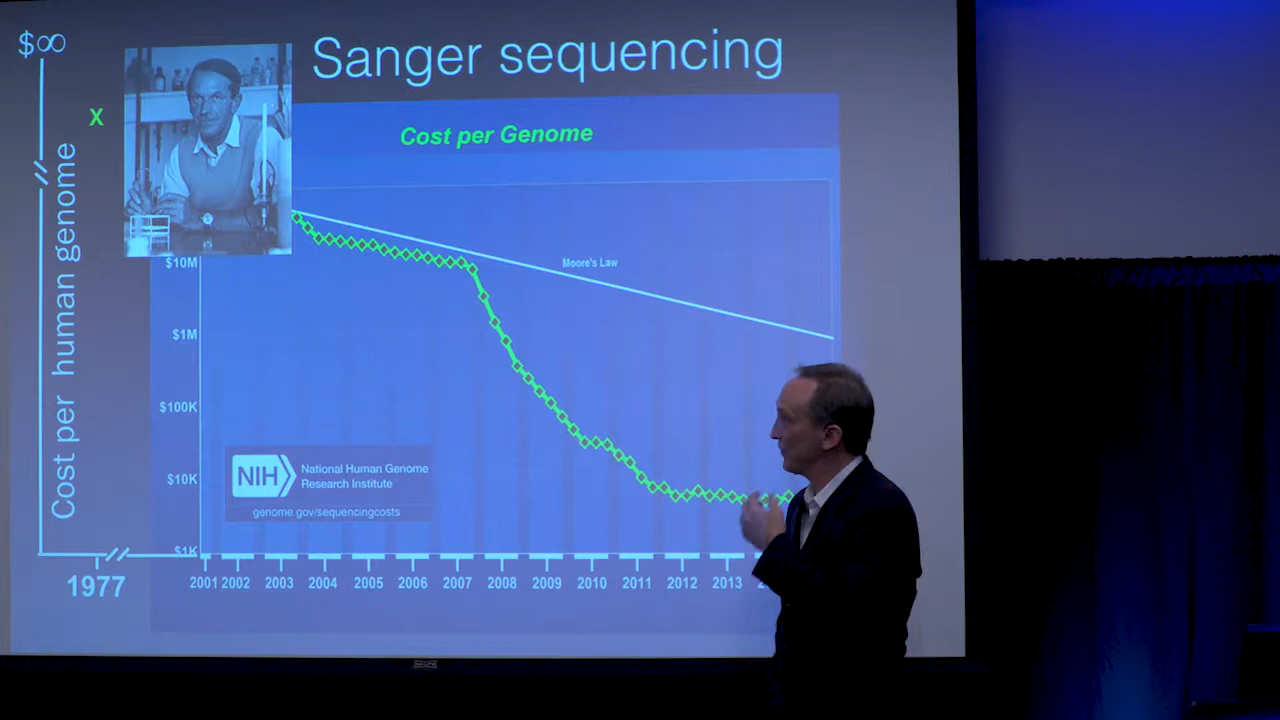 $∞
Sanger sequencing
X
Cost per Genome
Cost per human genome
Moore's Law
$10M
$1M
$100K
$10K
$1K
NIH
National Human Genome
Research Institute
genome.gov/sequencingcosts
1977
2001 2002 2003 2004 2005 2006 2007 2008 2009 2010 2011 2012 2013